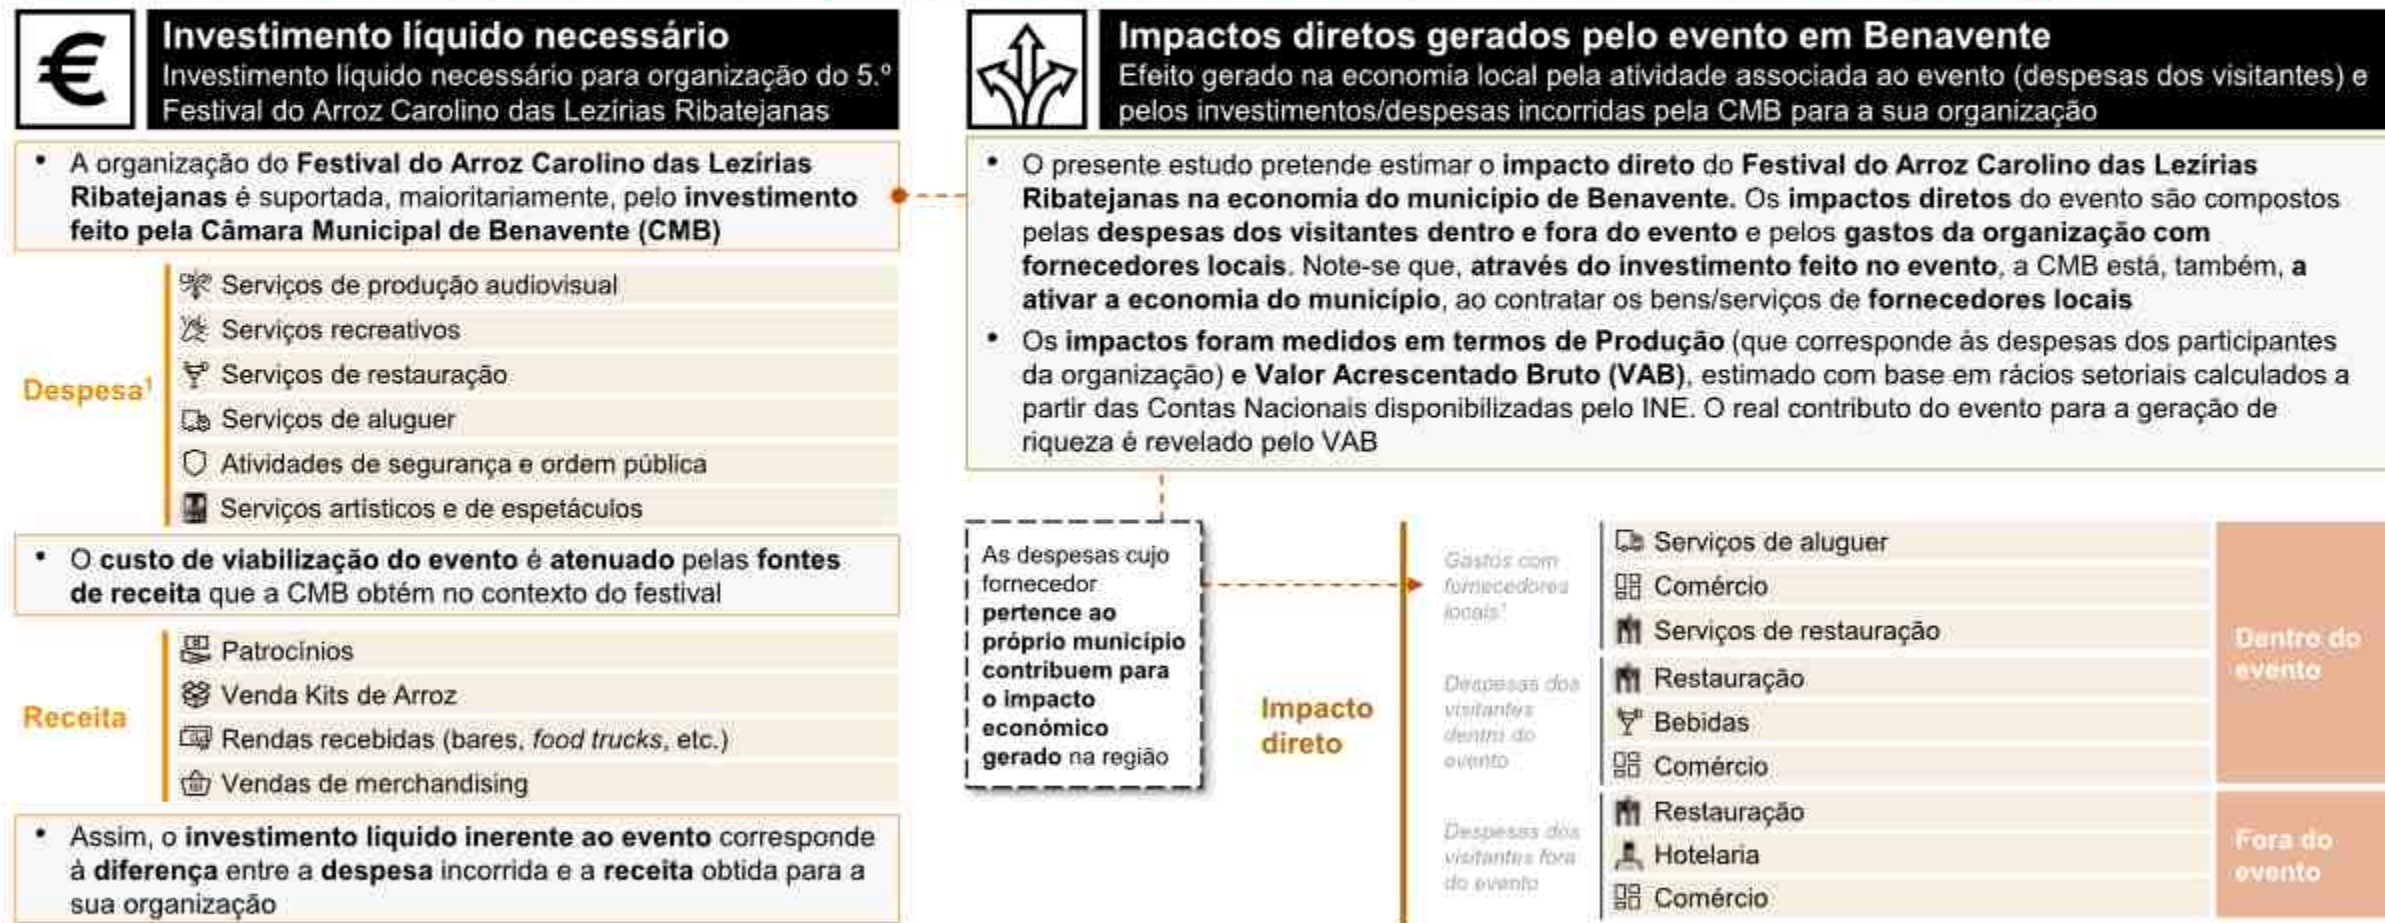 Investimento líquido necessário
Investimento líquido necessário para organização do 5.º
Festival do Arroz Carolino das Lezírias Ribatejanas
• A organização do Festival do Arroz Carolino das Lezírias
Ribatejanas é suportada, maioritariamente, pelo investimento
feito pela Câmara Municipal de Benavente (CMB)
Despesa¹
Serviços de produção audiovisual
Serviços recreativos
Serviços de restauração
Serviços de aluguer
Atividades de segurança e ordem pública
Serviços artísticos e de espetáculos
• O custo de viabilização do evento é atenuado pelas fontes
de receita que a CMB obtém no contexto do festival
Receita
Patrocínios
Venda Kits de Arroz
Rendas recebidas (bares, food trucks, etc.)
Vendas de merchandising
• Assim, o investimento líquido inerente ao evento corresponde
à diferença entre a despesa incorrida e a receita obtida para a
sua organização
Impactos diretos gerados pelo evento em Benavente
Efeito gerado na economia local pela atividade associada ao evento (despesas dos visitantes) e
pelos investimentos/despesas incorridas pela CMB para a sua organização
• O presente estudo pretende estimar o impacto direto do Festival do Arroz Carolino das Lezírias
Ribatejanas na economia do município de Benavente. Os impactos diretos do evento são compostos
pelas despesas dos visitantes dentro e fora do evento e pelos gastos da organização com
fornecedores locais. Note-se que, através do investimento feito no evento, a CMB está, também, a
ativar a economia do município, ao contratar os bens/serviços de fornecedores locais
• Os impactos foram medidos em termos de Produção (que corresponde às despesas dos participantes
da organização) e Valor Acrescentado Bruto (VAB), estimado com base em rácios setoriais calculados a
partir das Contas Nacionais disponibilizadas pelo INE. O real contributo do evento para a geração de
riqueza é revelado pelo VAB
As despesas cujo
fornecedor
pertence ao
próprio município
contribuem para
o impacto
económico
gerado na região
Impacto
direto
Gastos com
fornecedores
locais¹
Serviços de aluguer
Comércio
Serviços de restauração
Despesas dos
visitantes
dentro do
evento
Restauração
Bebidas
Comércio
Dentro do
evento
Despesas dos
visitantes fora
do evento
Restauração
Hotelaria
Comércio
Fora do
evento